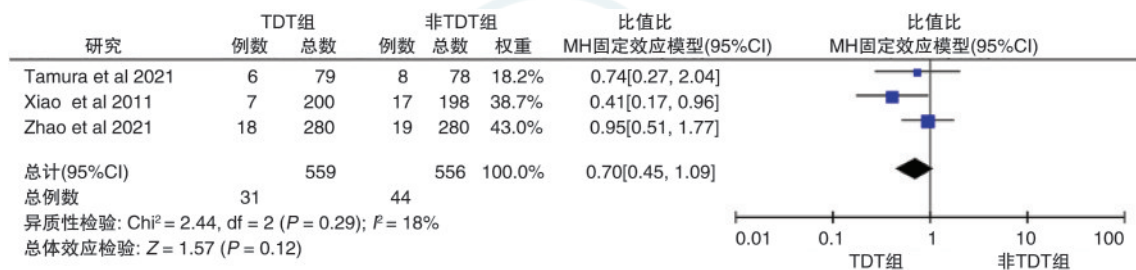 TDT组 非TDT组 比值比 比值比
研究 例数 总数 例数 总数 权重 MH固定效应模型(95%CI) MH固定效应模型(95%CI)
Tamura et al 2021 6 79 8 78 18.2% 0.74[0.27, 2.04]
Xiao et al 2011 7 200 17 198 38.7% 0.41[0.17, 0.96]
Zhao et al 2021 18 280 19 280 43.0% 0.95[0.51, 1.77]
总计(95%CI) 559 556 100.0% 0.70[0.45, 1.09]
总例数 31 44
异质性检验: Chi² = 2.44, df = 2 (P = 0.29); I² = 18%
总体效应检验: Z = 1.57 (P = 0.12)
0.01 0.1 1 10 100
TDT组 非TDT组